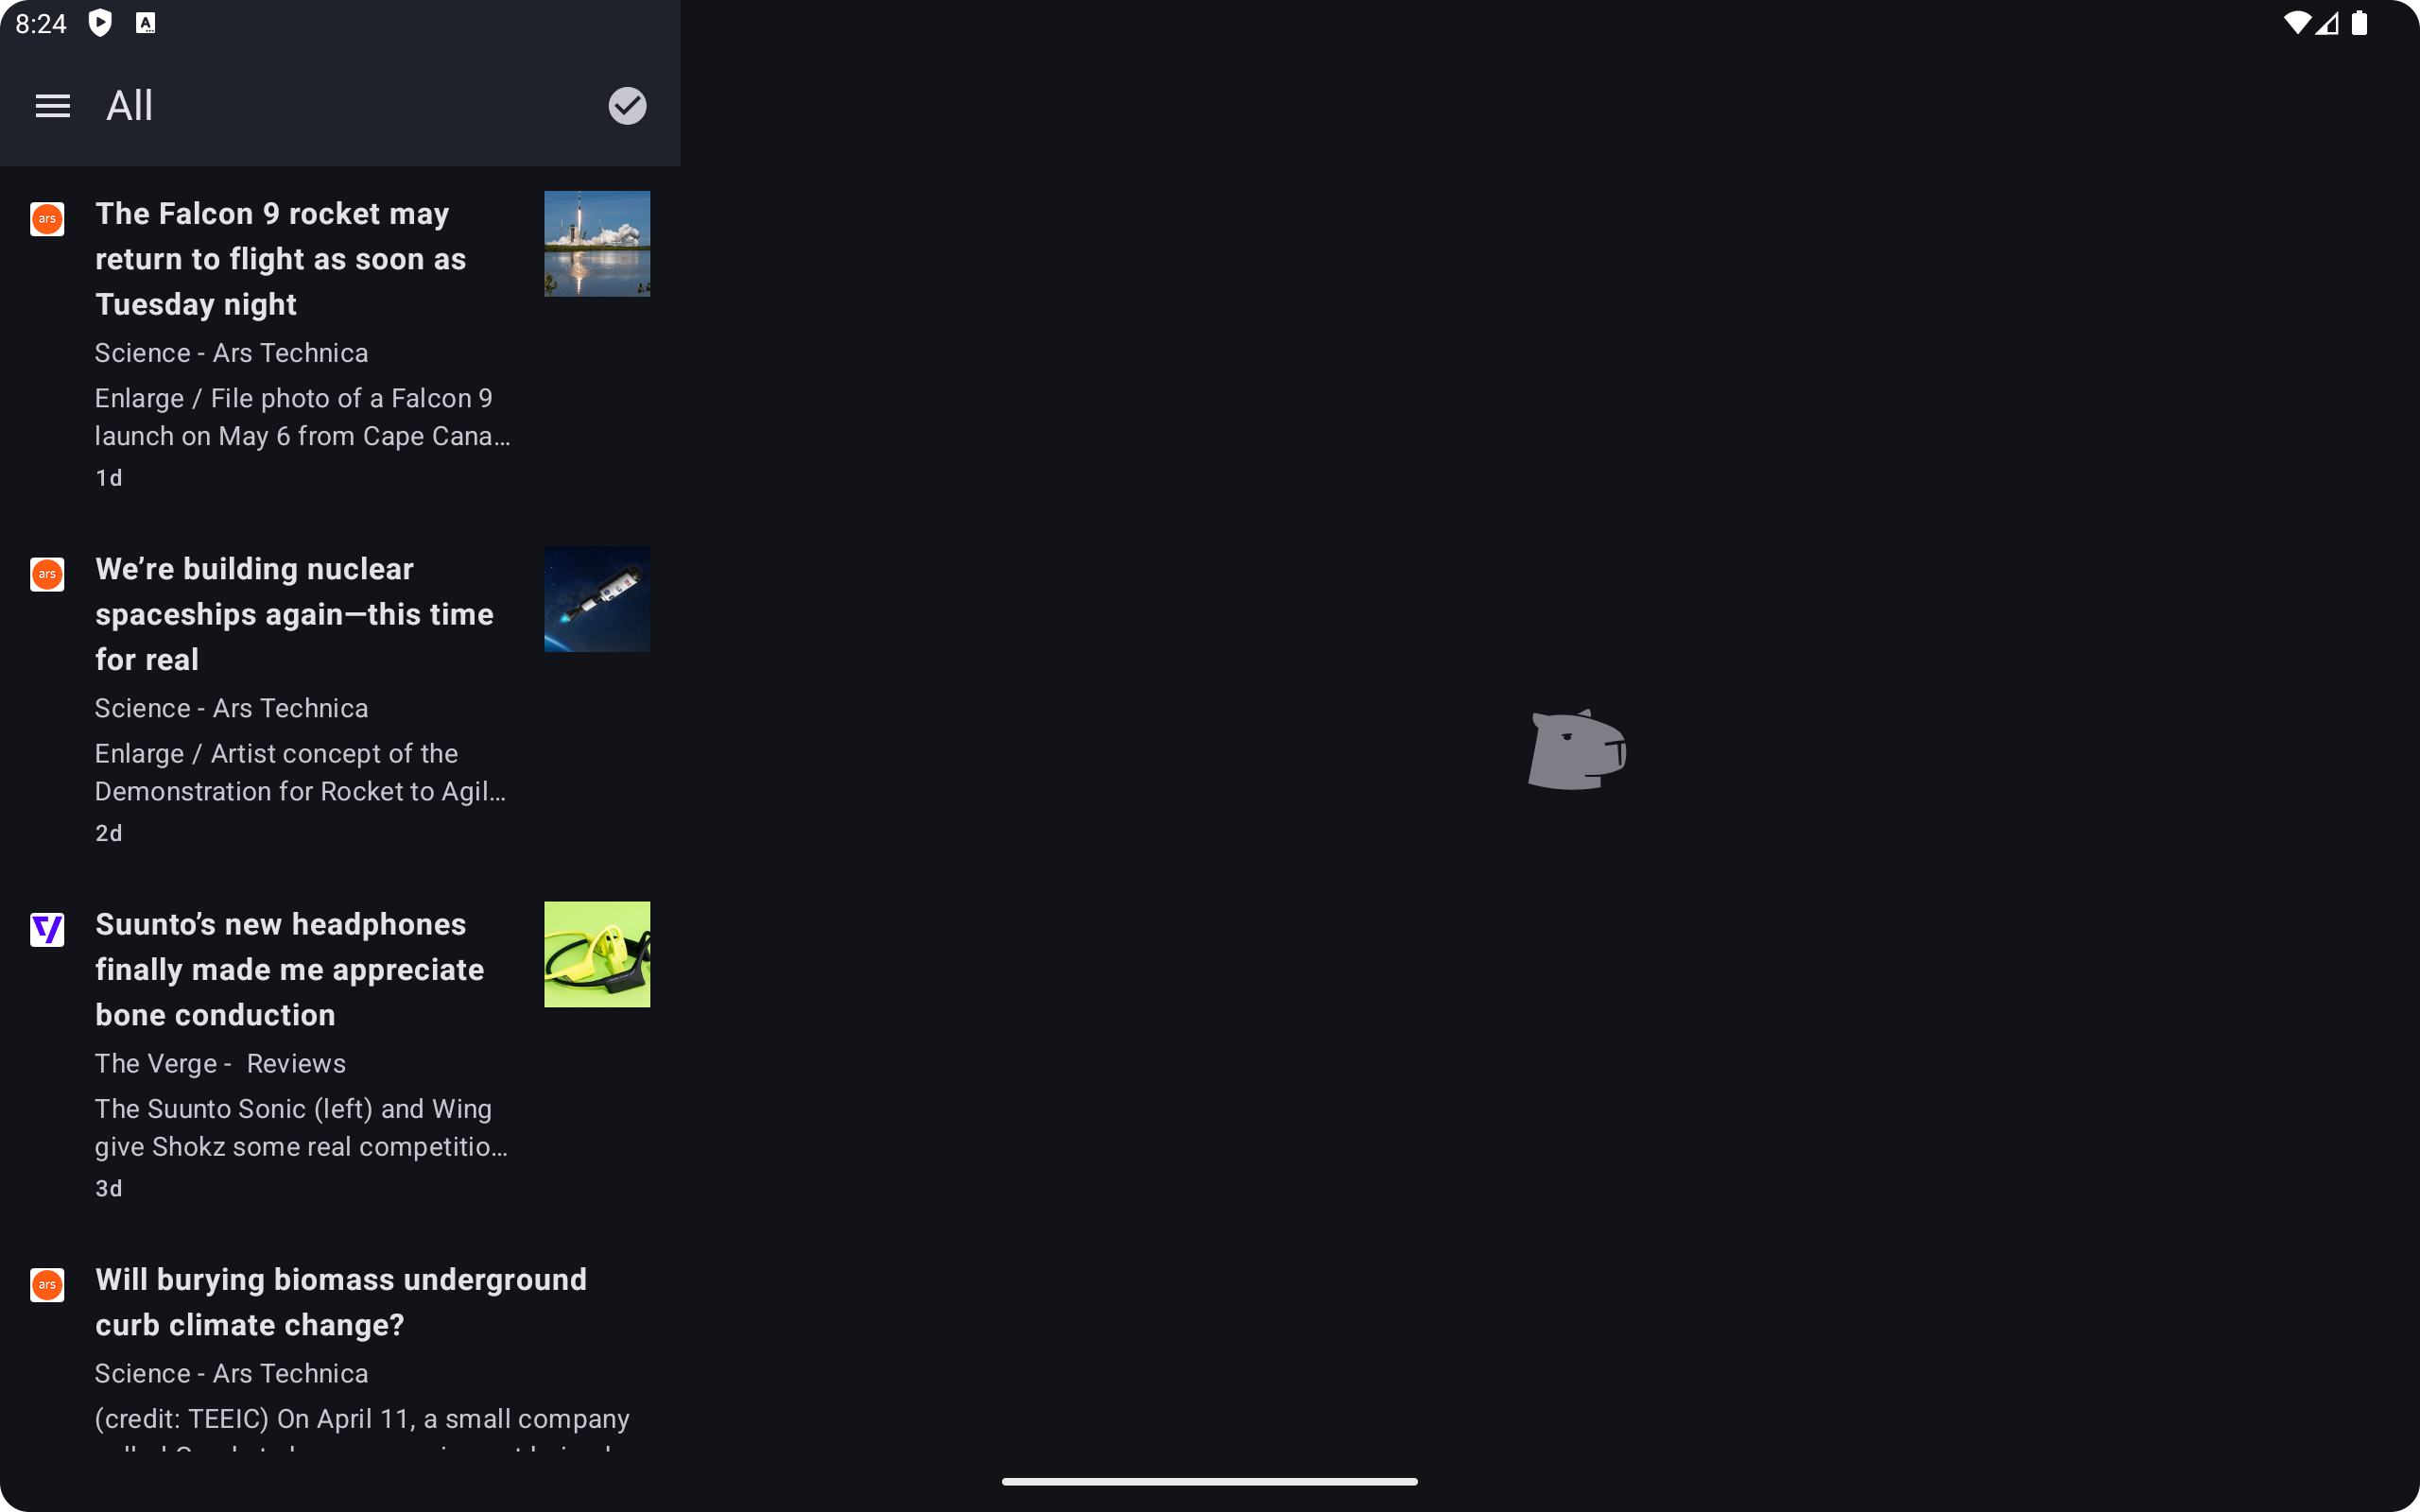 8:24
All
The Falcon 9 rocket may
return to flight as soon as
Tuesday night
Science - Ars Technica
Enlarge / File photo of a Falcon 9
launch on May 6 from Cape Cana…
1d
We’re building nuclear
spaceships again—this time
for real
Science - Ars Technica
Enlarge / Artist concept of the
Demonstration for Rocket to Agil…
2d
Suunto’s new headphones
finally made me appreciate
bone conduction
The Verge -  Reviews
The Suunto Sonic (left) and Wing
give Shokz some real competitio…
3d
Will burying biomass underground
curb climate change?
Science - Ars Technica
(credit: TEEIC) On April 11, a small company